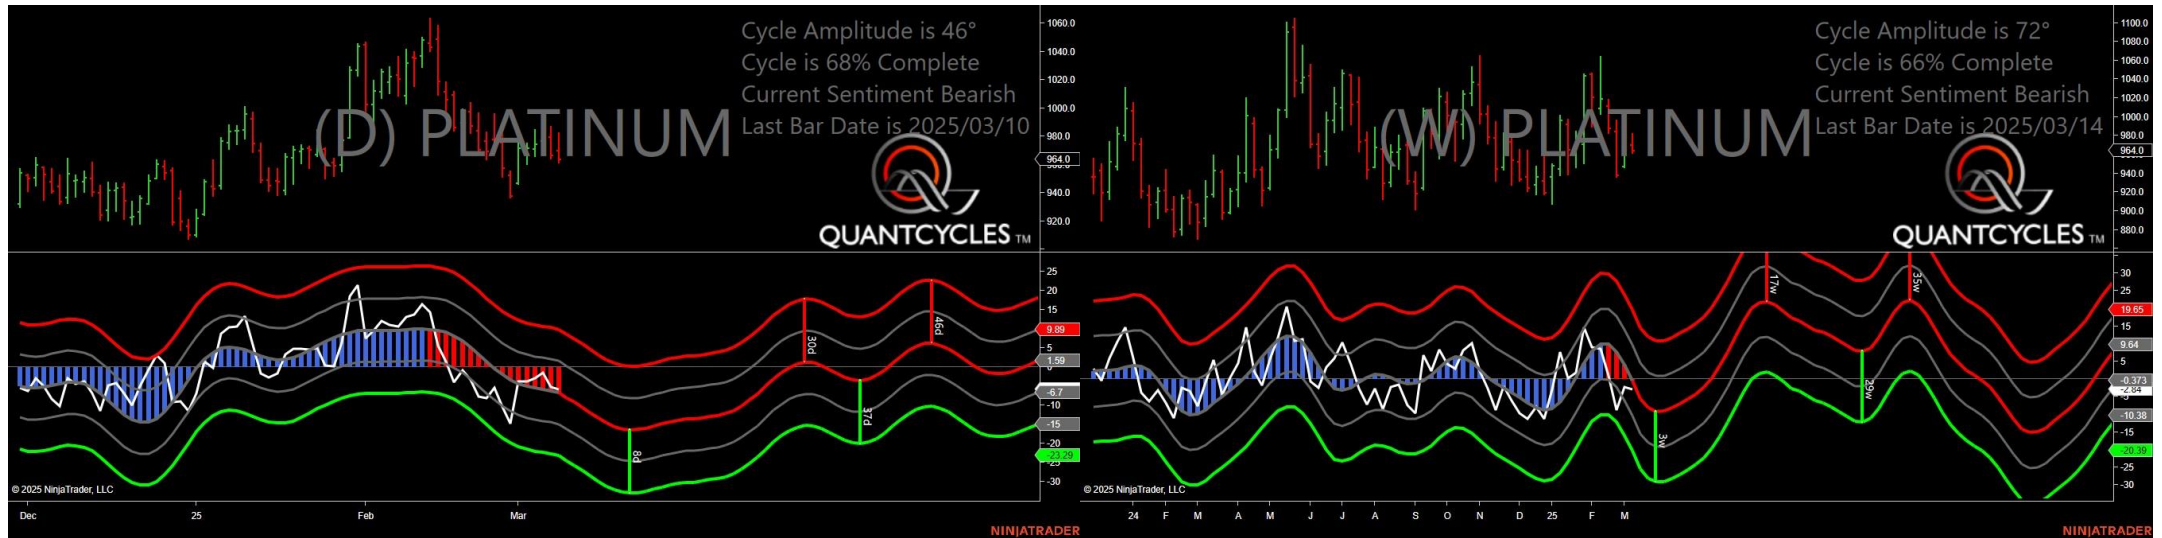 Cycle Amplitude is 46°
Cycle is 68% Complete
Current Sentiment Bearish
Last Bar Date is 2025/03/10
(D) PLATINUM
QUANTCYCLES TM
1060.0
1040.0
1020.0
1000.0
980.0
964.0
940.0
920.0
25
20
15
9.89
5
1.59
0
-6.7
-10
-15
-20
-23.29
-25
-30
30d
46d
37d
8d
© 2025 NinjaTrader, LLC
Dec 25 Feb Mar
NINJATRADER
Cycle Amplitude is 72°
Cycle is 66% Complete
Current Sentiment Bearish
Last Bar Date is 2025/03/14
(W) PLATINUM
QUANTCYCLES TM
1100.0
1080.0
1060.0
1040.0
1020.0
1000.0
980.0
964.0
940.0
920.0
900.0
880.0
30
25
19.65
15
9.64
5
-0.373
-2.84
-10.38
-15
-20.39
-25
-30
17w
35w
29w
3w
© 2025 NinjaTrader, LLC
24 F M A M J J A S O N D 25 F M
NINJATRADER